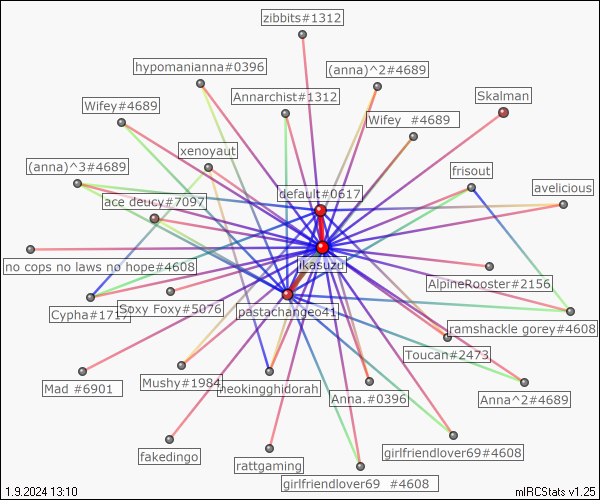 zibbits#1312
hypomanianna#0396
(anna)^2#4689
Annarchist#1312
Skalman
Wifey#4689
Wifey #4689
xenoyaut
(anna)^3#4689
frisout
default#0617
avelicious
ace deucy#7097
ikasuzu
no cops no laws no hope#4608
AlpineRooster#2156
Soxy Foxy#5076
pastachangeo41
ramshackle gorey#4608
Toucan#2473
Mad #6901
Mushy#1984
neokingghidorah
Anna.#0396
Anna^2#4689
fakedingo
rattgaming
girlfriendlover69#4608
girlfriendlover69 #4608
1.9.2024 13:10
mIRCStats v1.25